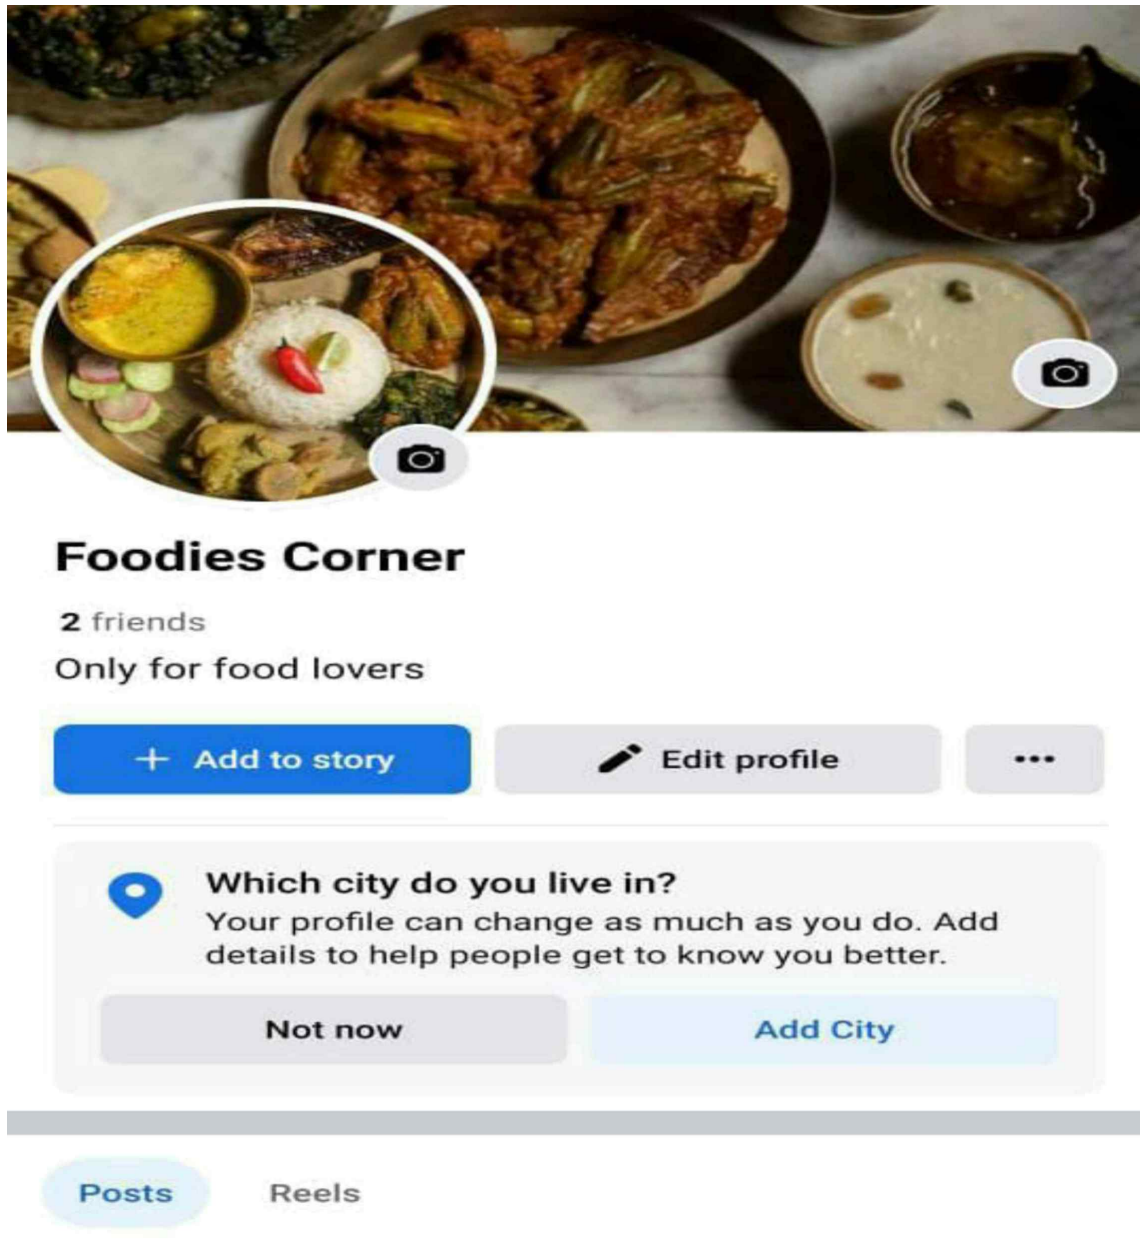 Foodies Corner
2 friends
Only for food lovers
+ Add to story
Edit profile
Which city do you live in?
Your profile can change as much as you do. Add
details to help people get to know you better.
Not now
Add City
Posts
Reels